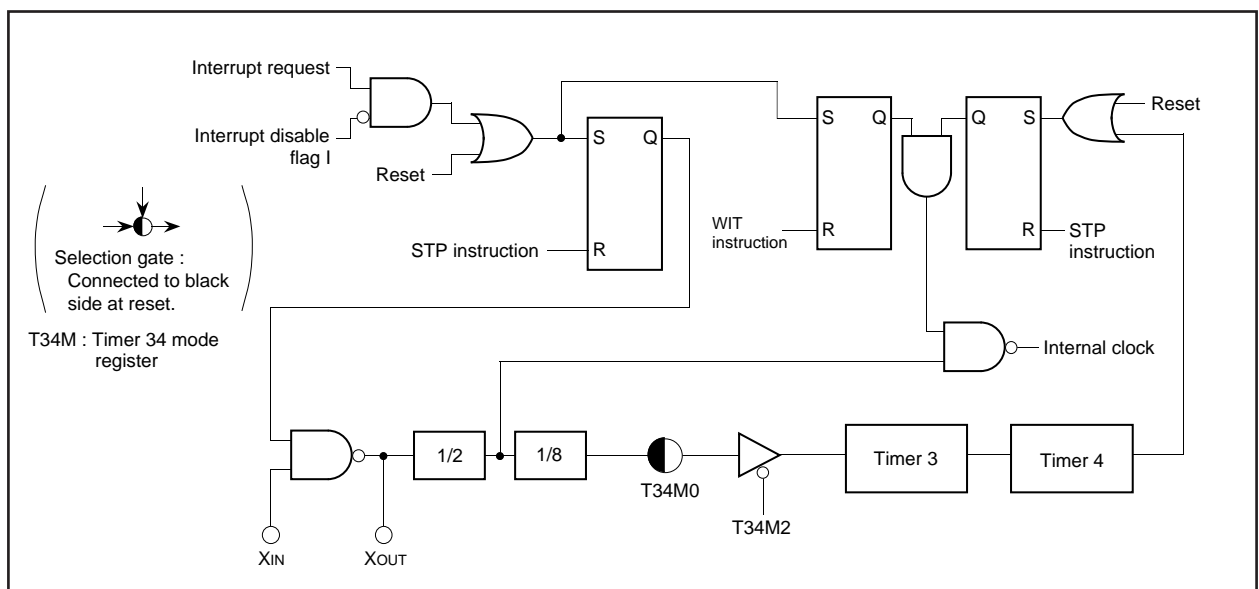 Interrupt request
Interrupt disable
flag I
Reset
S
Q
R
STP instruction
S
Q
R
WIT
instruction
Q
S
R
Reset
STP
instruction
Selection gate :
Connected to black
side at reset.
T34M : Timer 34 mode
register
Internal clock
1/2
1/8
T34M0
T34M2
Timer 3
Timer 4
XIN
XOUT